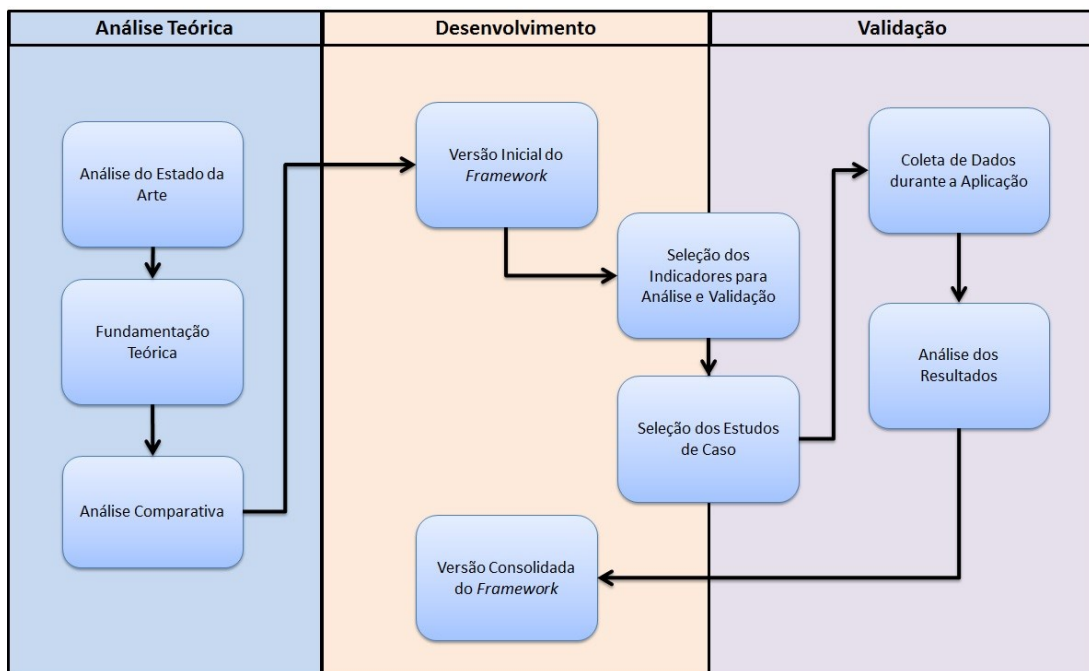 Análise Teórica
Desenvolvimento
Validação
Análise do Estado da
Arte
Fundamentação
Teórica
Análise Comparativa
Versão Inicial do
Framework
Seleção dos
Indicadores para
Análise e Validação
Seleção dos Estudos
de Caso
Coleta de Dados
durante a Aplicação
Análise dos
Resultados
Versão Consolidada
do Framework